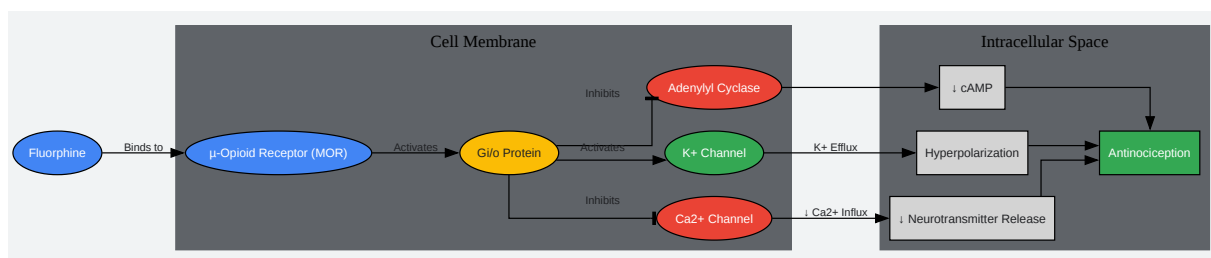 Cell Membrane
Intracellular Space
Inhibits
Adenylyl Cyclase
↓ cAMP
Fluorphine
Binds to
µ-Opioid Receptor (MOR)
Activates
Gi/o Protein
Activates
K+ Channel
K+ Efflux
Hyperpolarization
Antinociception
Inhibits
Ca2+ Channel
↓ Ca2+ Influx
↓ Neurotransmitter Release